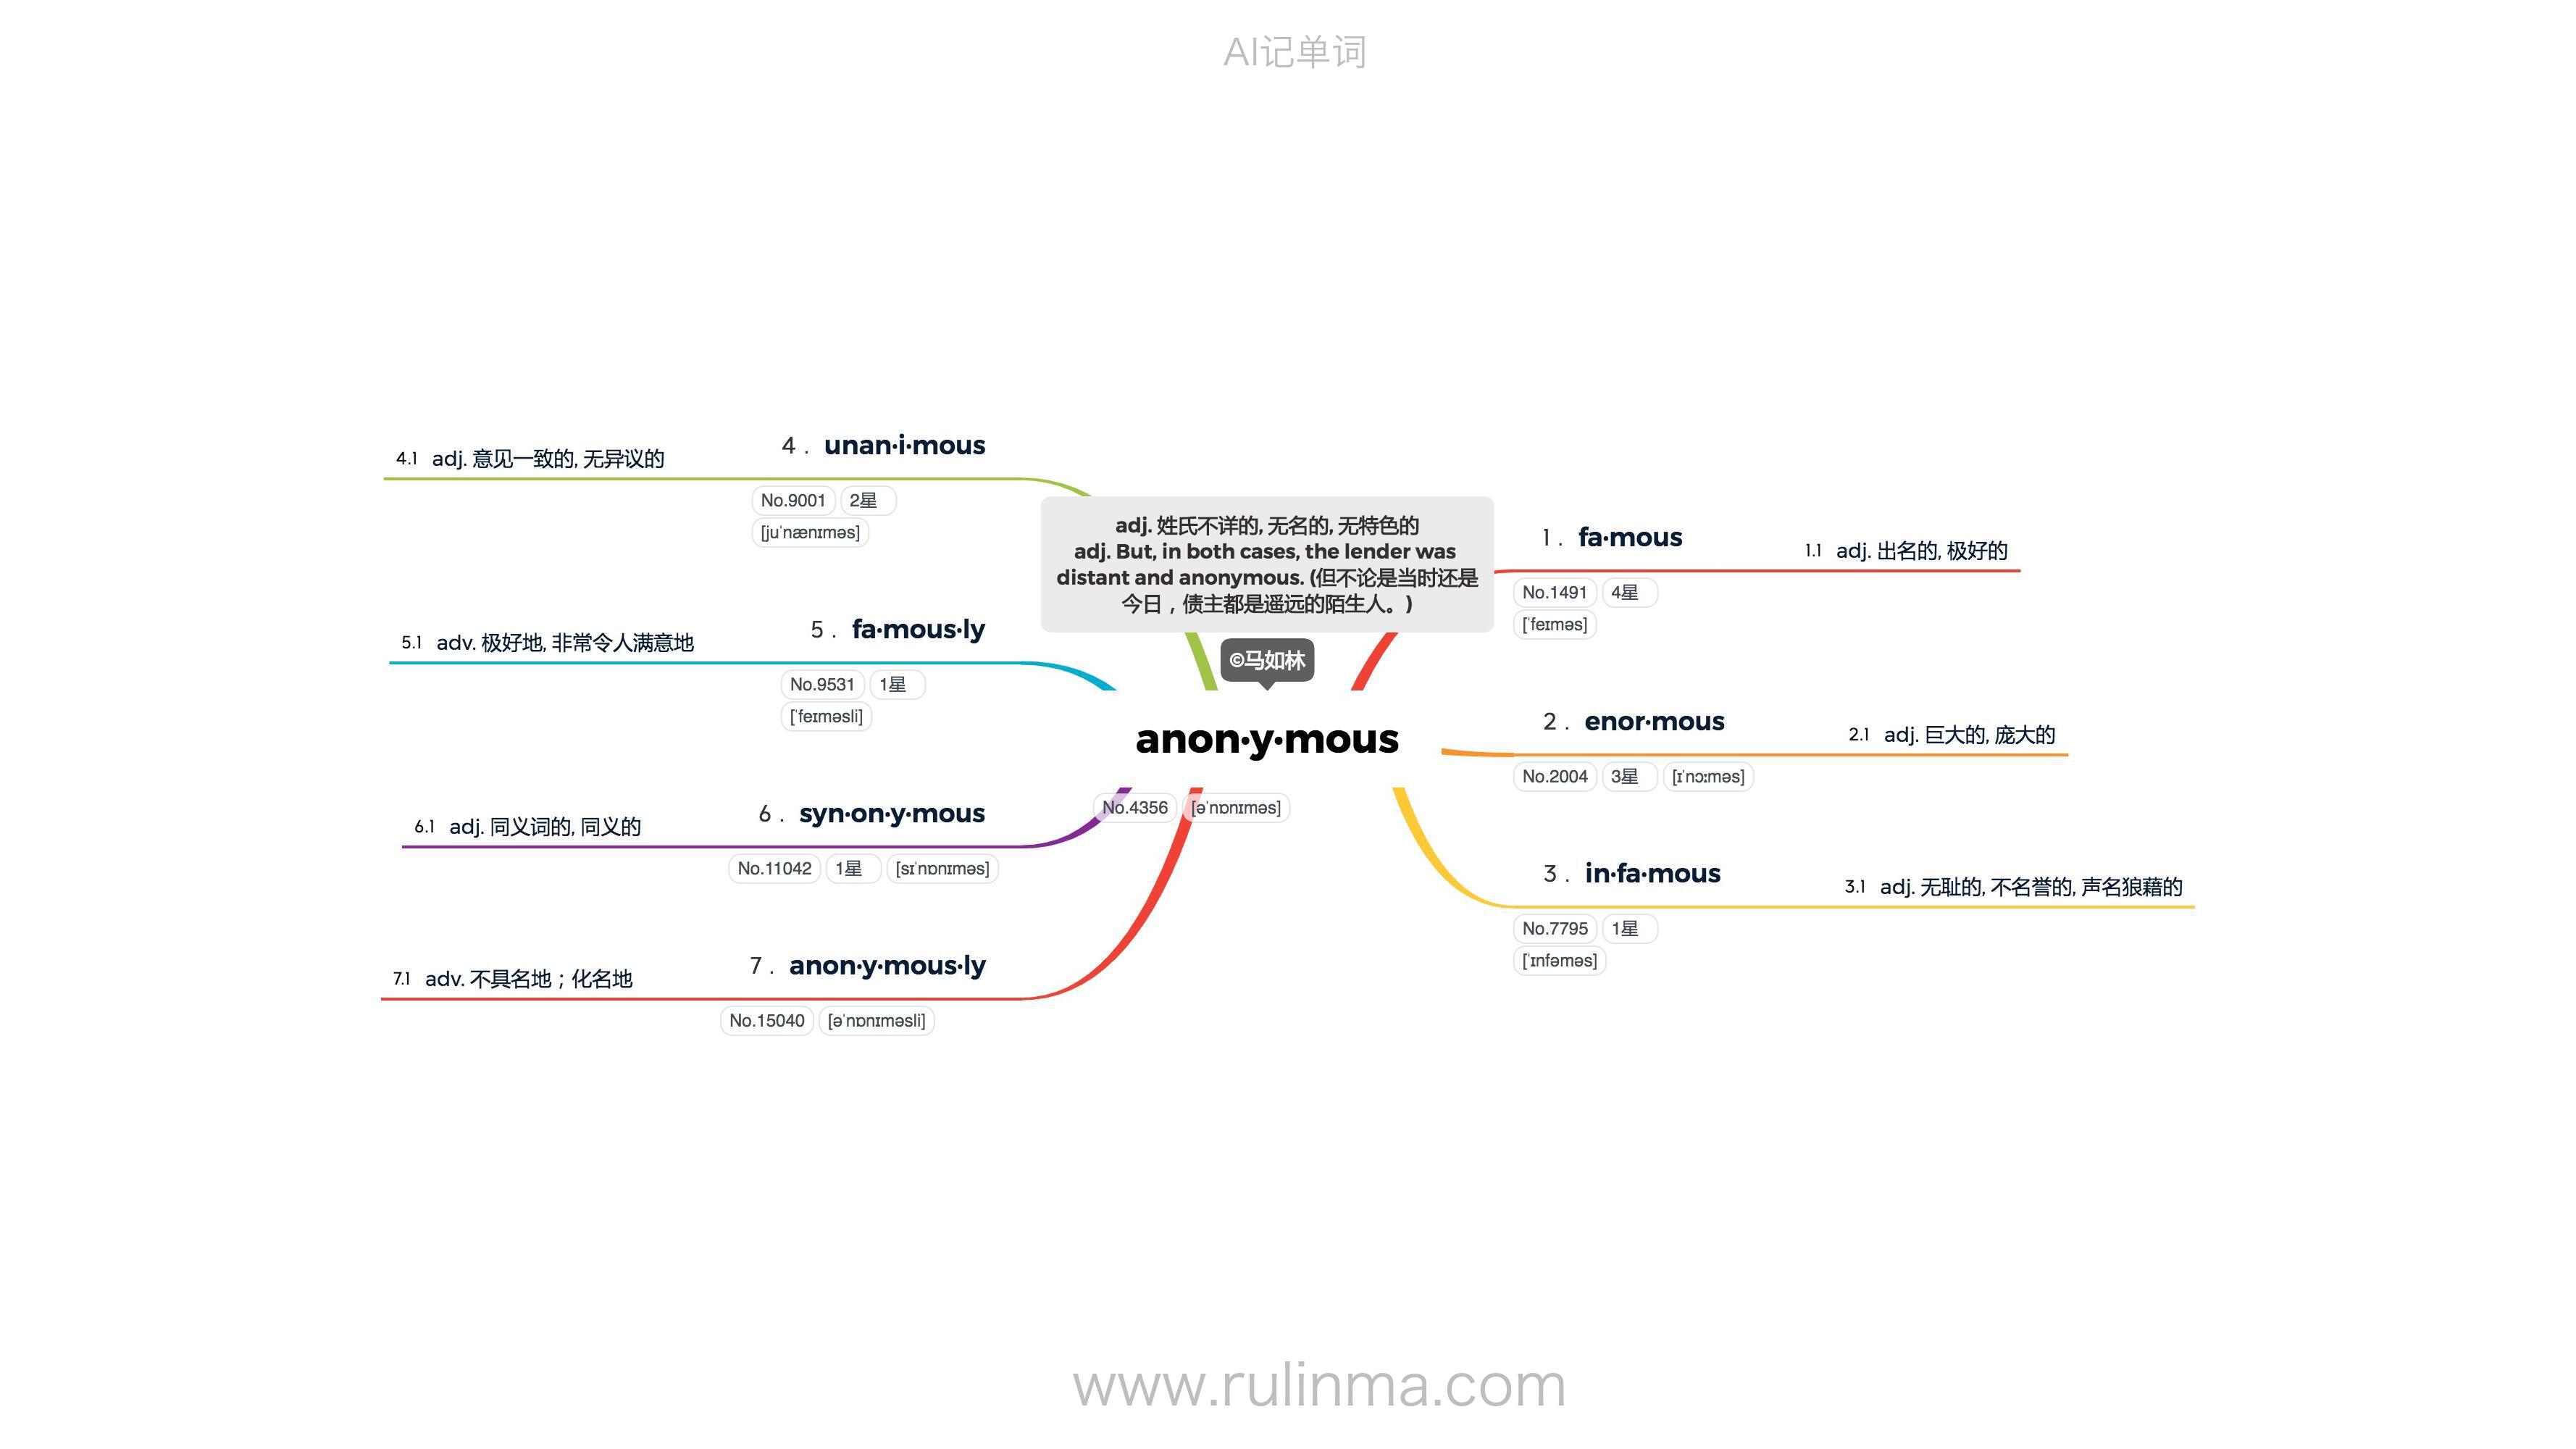 AI记单词
adj. 姓氏不详的, 无名的, 无特色的
adj. But, in both cases, the lender was
distant and anonymous. (但不论是当时还是
今日，债主都是遥远的陌生人。)
©马如林
anon·y·mous
No.4356 [əˈnɒnɪməs]
1 . fa·mous
1.1 adj. 出名的, 极好的
No.1491 4星
[ˈfeɪməs]
2 . enor·mous
2.1 adj. 巨大的, 庞大的
No.2004 3星 [ɪˈnɔːməs]
3 . in·fa·mous
3.1 adj. 无耻的, 不名誉的, 声名狼藉的
No.7795 1星
[ˈɪnfəməs]
4 . unan·i·mous
4.1 adj. 意见一致的, 无异议的
No.9001 2星
[juˈnænɪməs]
5 . fa·mous·ly
5.1 adv. 极好地, 非常令人满意地
No.9531 1星
[ˈfeɪməsli]
6 . syn·on·y·mous
6.1 adj. 同义词的, 同义的
No.11042 1星 [sɪˈnɒnɪməs]
7 . anon·y·mous·ly
7.1 adv. 不具名地；化名地
No.15040 [əˈnɒnɪməsli]
www.rulinma.com